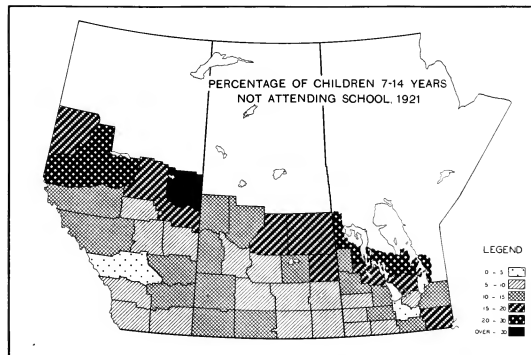 PERCENTAGE OF CHILDREN 7-14 YEARS
NOT ATTENDING SCHOOL, 1921
LEGEND
0 - 5
5 - 10
10 - 15
15 - 20
20 - 30
OVER - 30